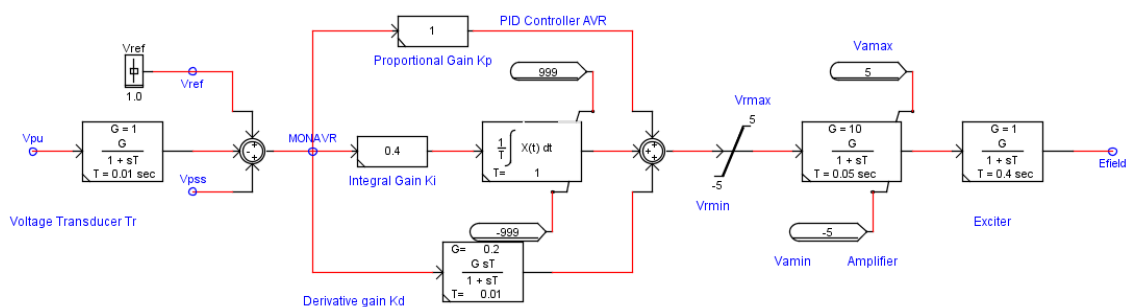 PID Controller AVR
Vref
1
Vamax
Proportional Gain Kp
999
5
Vref
1.0
Vrmax
5
Vpu
G = 1
G
1 + sT
T = 0.01 sec
-
+
+
MONAVR
0.4
1
T
X(t) dt
T=
1
+
+
+
G = 10
G
1 + sT
T = 0.05 sec
G = 1
G
1 + sT
T = 0.4 sec
Efield
Vpss
Integral Gain Ki
-5
Vrmin
Voltage Transducer Tr
-999
-5
Exciter
G=
0.2
G sT
1 + sT
T=
0.01
Vamin
Amplifier
Derivative gain Kd